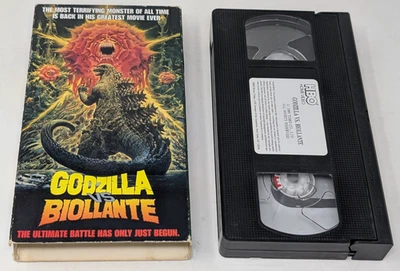 THE MOST TERRIFYING MONSTER OF ALL TIME
IS BACK IN HIS GREATEST MOVIE EVER!
GODZILLA
VS
BIOLLANTE
THE ULTIMATE BATTLE HAS ONLY JUST BEGUN.
HBO
GODZILLA VS. BIOLLANTE